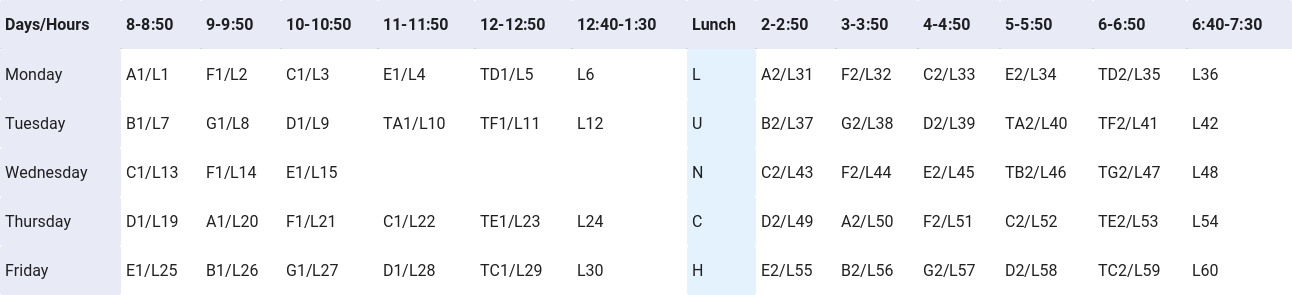 Days/Hours 8-8:50 9-9:50 10-10:50 11-11:50 12-12:50 12:40-1:30 Lunch 2-2:50 3-3:50 4-4:50 5-5:50 6-6:50 6:40-7:30
Monday A1/L1 F1/L2 C1/L3 E1/L4 TD1/L5 L6 L A2/L31 F2/L32 C2/L33 E2/L34 TD2/L35 L36
Tuesday B1/L7 G1/L8 D1/L9 TA1/L10 TF1/L11 L12 U B2/L37 G2/L38 D2/L39 TA2/L40 TF2/L41 L42
Wednesday C1/L13 F1/L14 E1/L15 N C2/L43 F2/L44 E2/L45 TB2/L46 TG2/L47 L48
Thursday D1/L19 A1/L20 F1/L21 C1/L22 TE1/L23 L24 C D2/L49 A2/L50 F2/L51 C2/L52 TE2/L53 L54
Friday E1/L25 B1/L26 G1/L27 D1/L28 TC1/L29 L30 H E2/L55 B2/L56 G2/L57 D2/L58 TC2/L59 L60